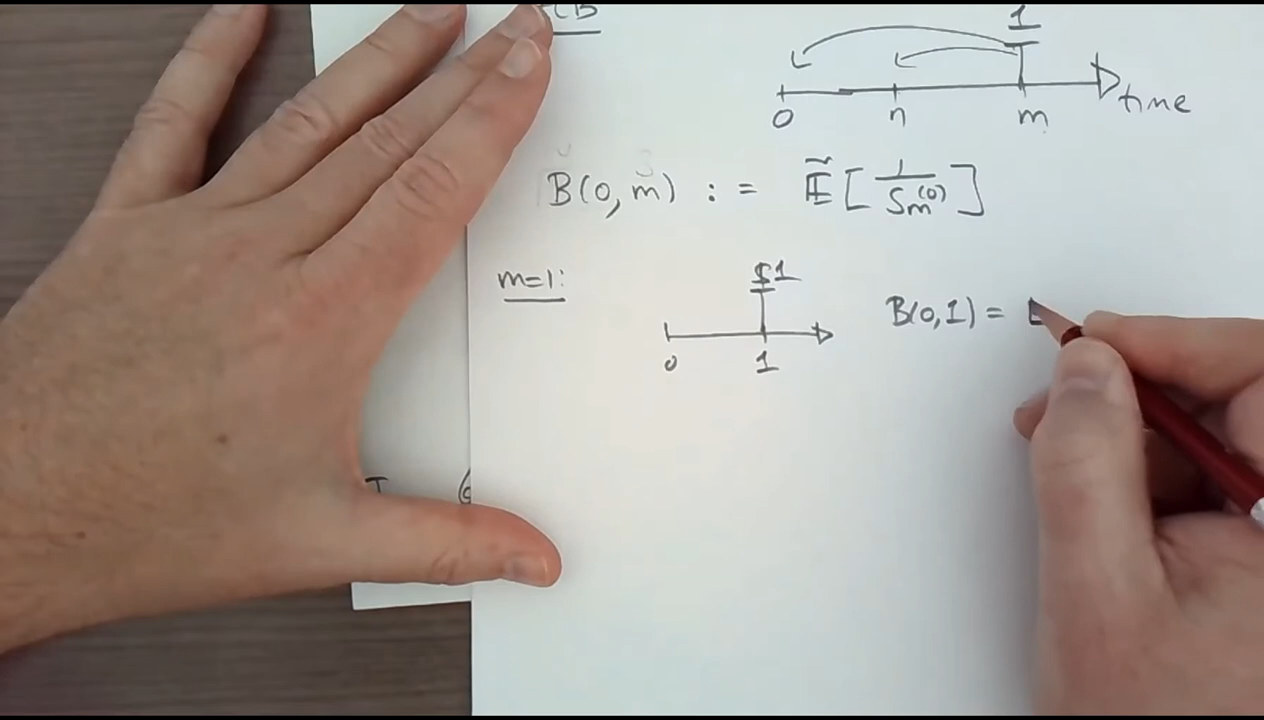 1
0 n m time
B(0,m) := Ẽ[1/S_m^(0)]
m=1:
$1
B(0,1) =
0 1